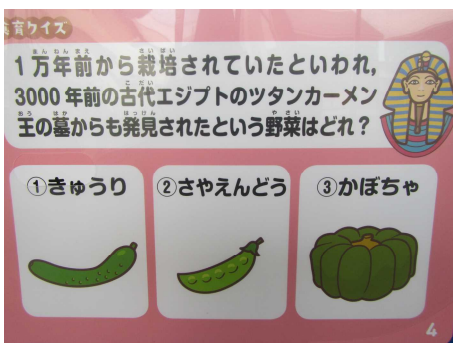 育クイズ
1万年前から栽培されていたといわれ,
3000年前の古代エジプトのツタンカーメン
王の墓からも発見されたという野菜はどれ？
①きゅうり ②さやえんどう ③かぼちゃ
4